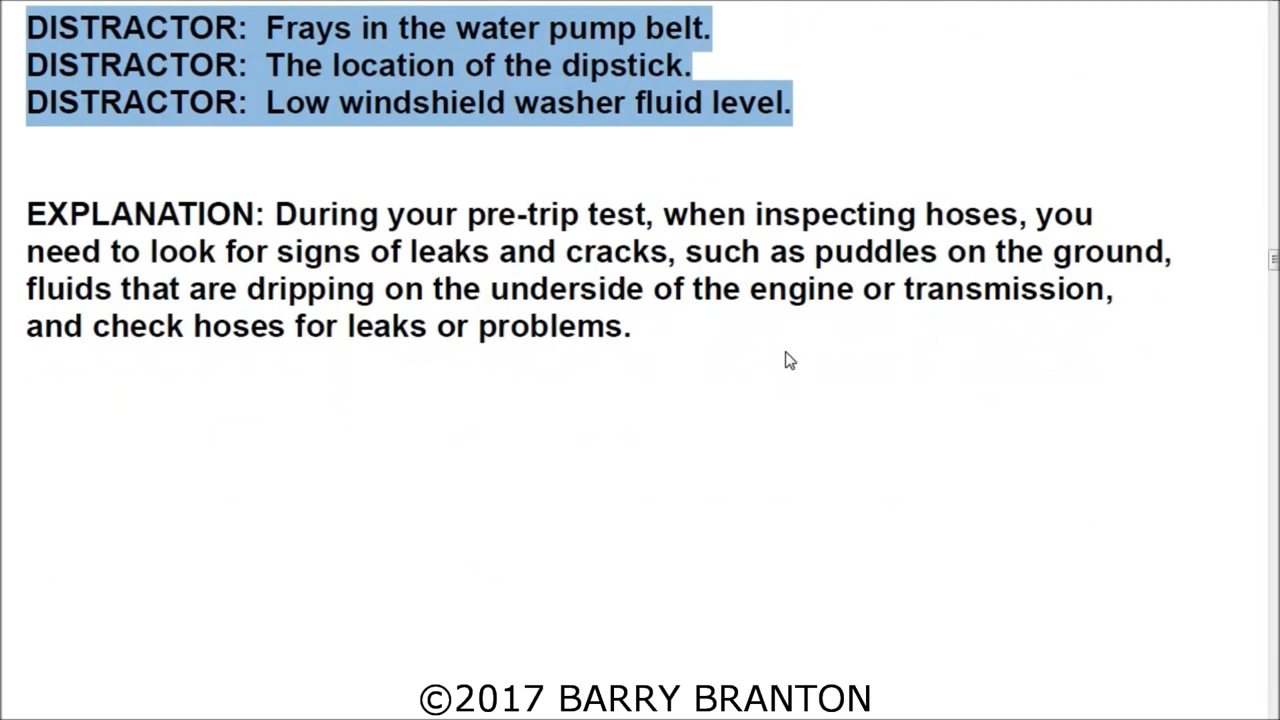 DISTRACTOR:  Frays in the water pump belt.
DISTRACTOR:  The location of the dipstick.
DISTRACTOR:  Low windshield washer fluid level.
EXPLANATION: During your pre-trip test, when inspecting hoses, you
need to look for signs of leaks and cracks, such as puddles on the ground,
fluids that are dripping on the underside of the engine or transmission,
and check hoses for leaks or problems.
©2017 BARRY BRANTON